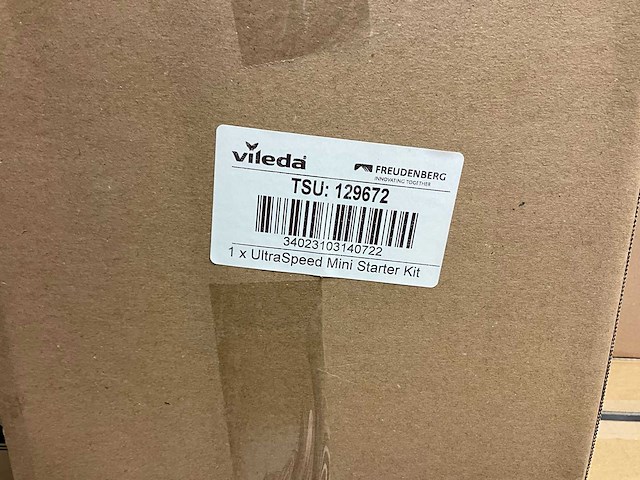 vileda
FREUDENBERG
INNOVATING TOGETHER
TSU: 129672
34023103140722
1 x UltraSpeed Mini Starter Kit